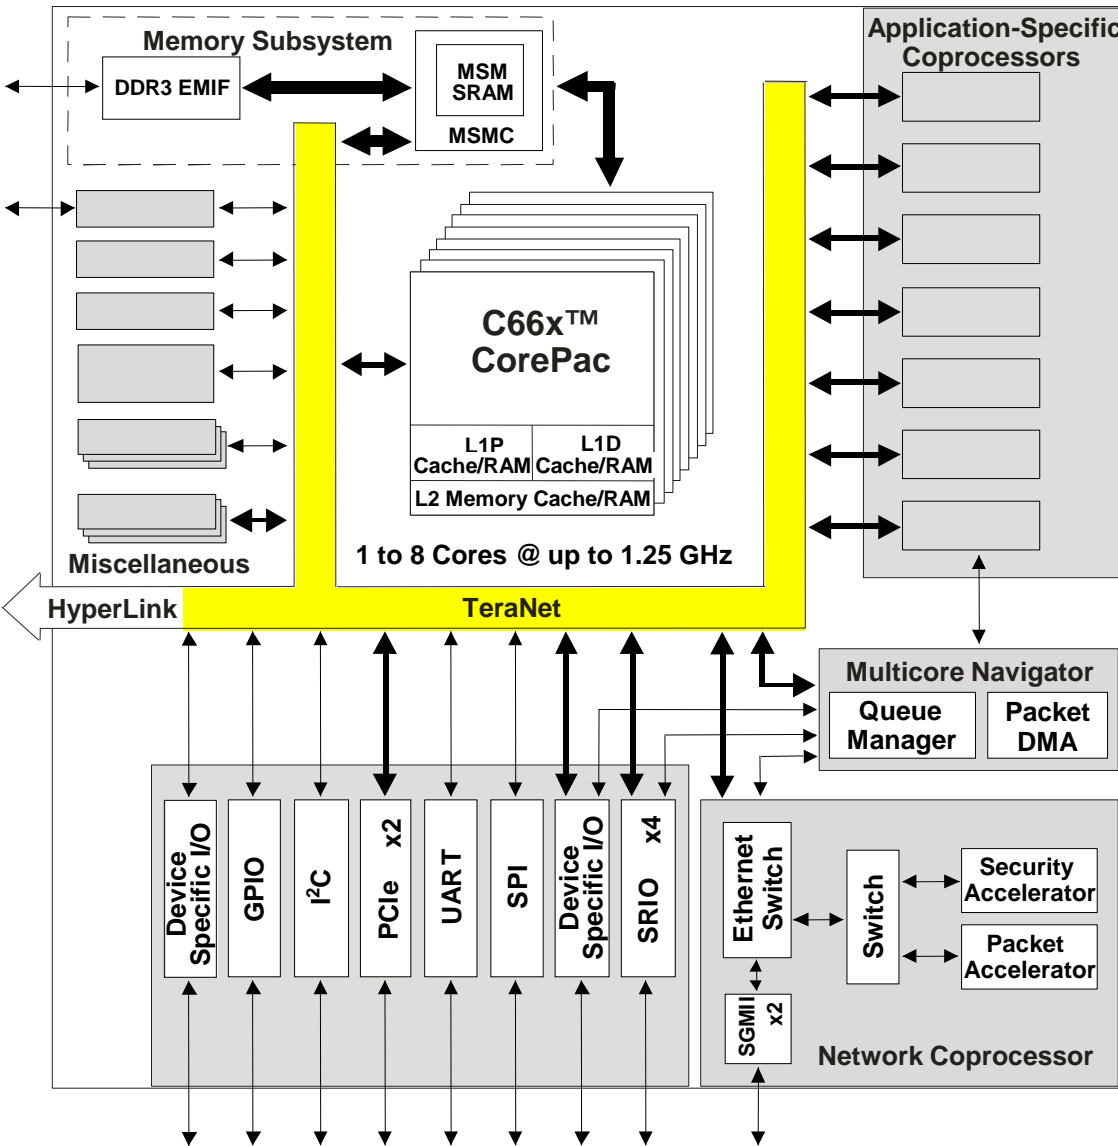 Memory Subsystem
DDR3 EMIF
MSM
SRAM
MSMC
Application-Specific
Coprocessors
C66x™
CorePac
L1P
Cache/RAM
L1D
Cache/RAM
L2 Memory Cache/RAM
1 to 8 Cores @ up to 1.25 GHz
Miscellaneous
HyperLink
TeraNet
Multicore Navigator
Queue
Manager
Packet
DMA
Device
Specific I/O
GPIO
I²C
PCIe x2
UART
SPI
Device
Specific I/O
SRIO x4
Ethernet
Switch
Switch
Security
Accelerator
Packet
Accelerator
SGMII
x2
Network Coprocessor